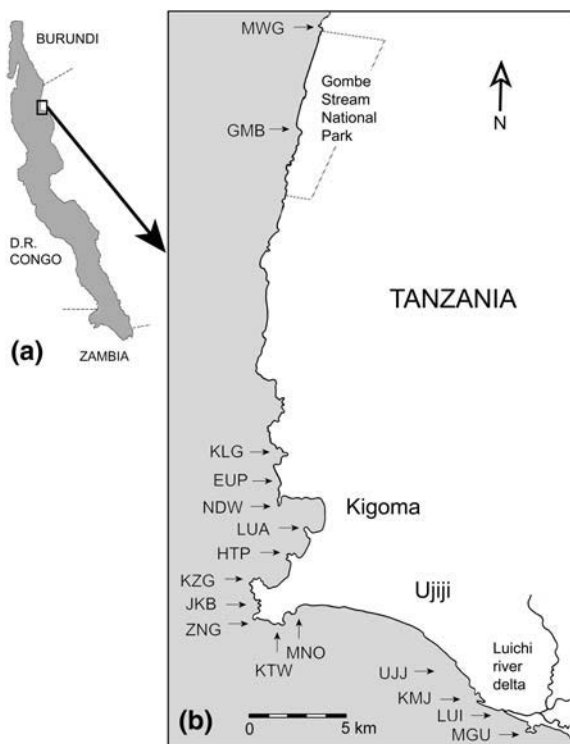 BURUNDI
D.R.
CONGO
ZAMBIA
(a)
MWG
Gombe
Stream
National
Park
N
GMB
TANZANIA
KLG
EUP
NDW
Kigoma
LUA
HTP
KZG
JKB
Ujiji
ZNG
MNO
KTW
Luichi
river
delta
UJJ
KMJ
LUI
MGU
(b)
0
5 km